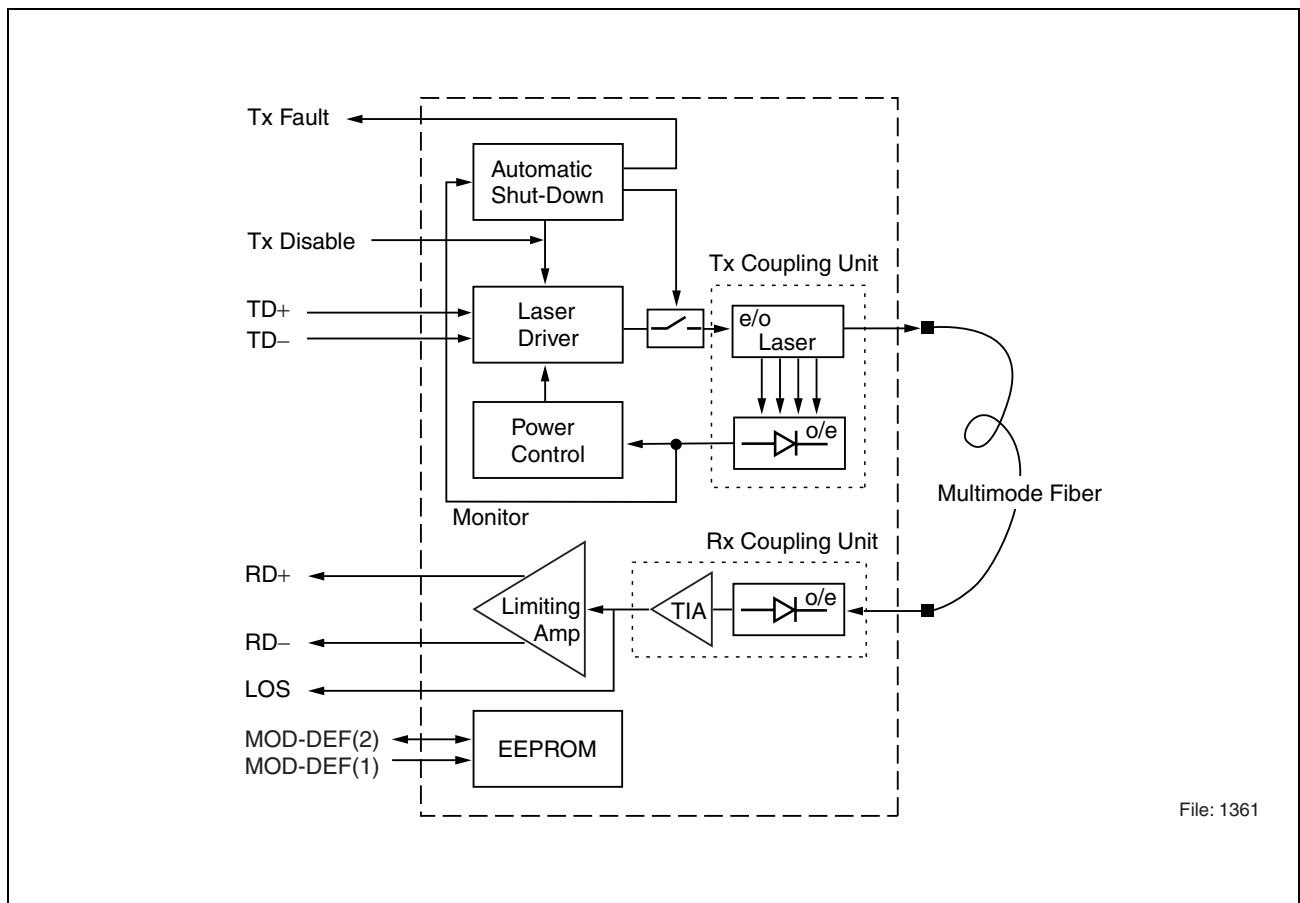 Tx Fault
Automatic
Shut-Down
Tx Disable
Tx Coupling Unit
TD+
TD−
Laser
Driver
e/o
Laser
Power
Control
o/e
Multimode Fiber
Monitor
Rx Coupling Unit
RD+
RD−
Limiting
Amp
TIA
o/e
LOS
MOD-DEF(2)
MOD-DEF(1)
EEPROM
File: 1361